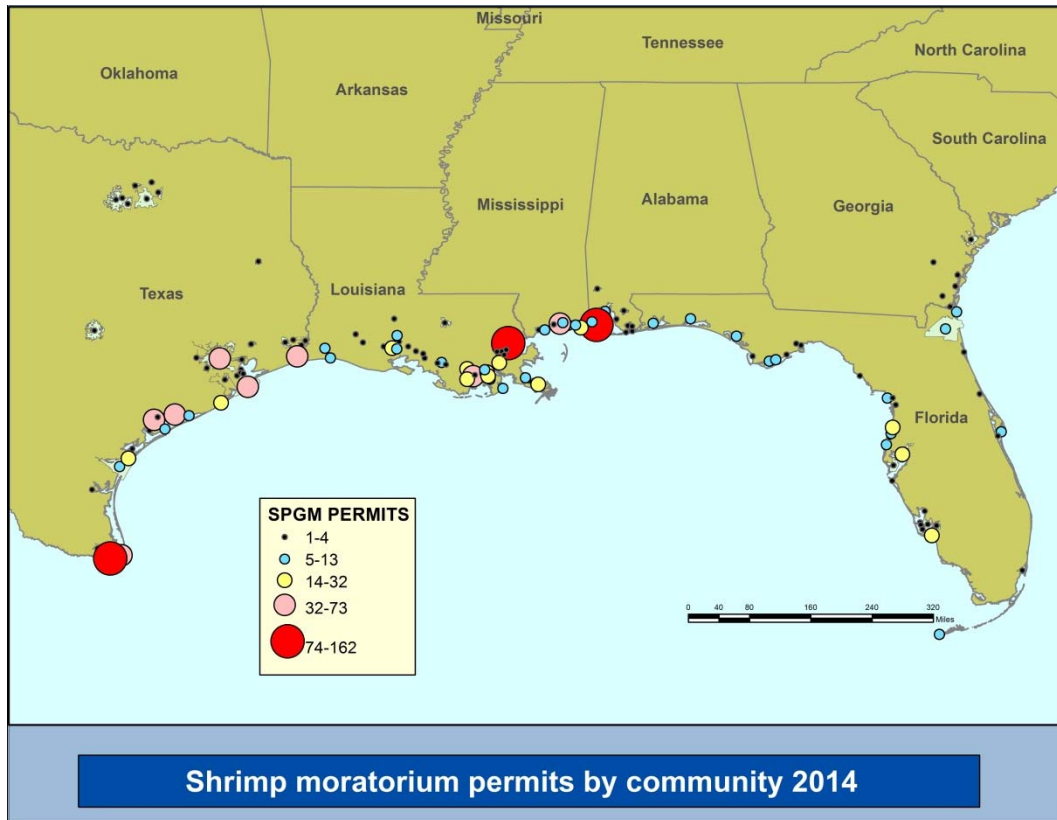 Missouri
Tennessee
North Carolina
Oklahoma
Arkansas
South Carolina
Mississippi
Alabama
Georgia
Texas
Louisiana
Florida
SPGM PERMITS
1-4
5-13
14-32
32-73
74-162
0 40 80 160 240 320
Miles
Shrimp moratorium permits by community 2014